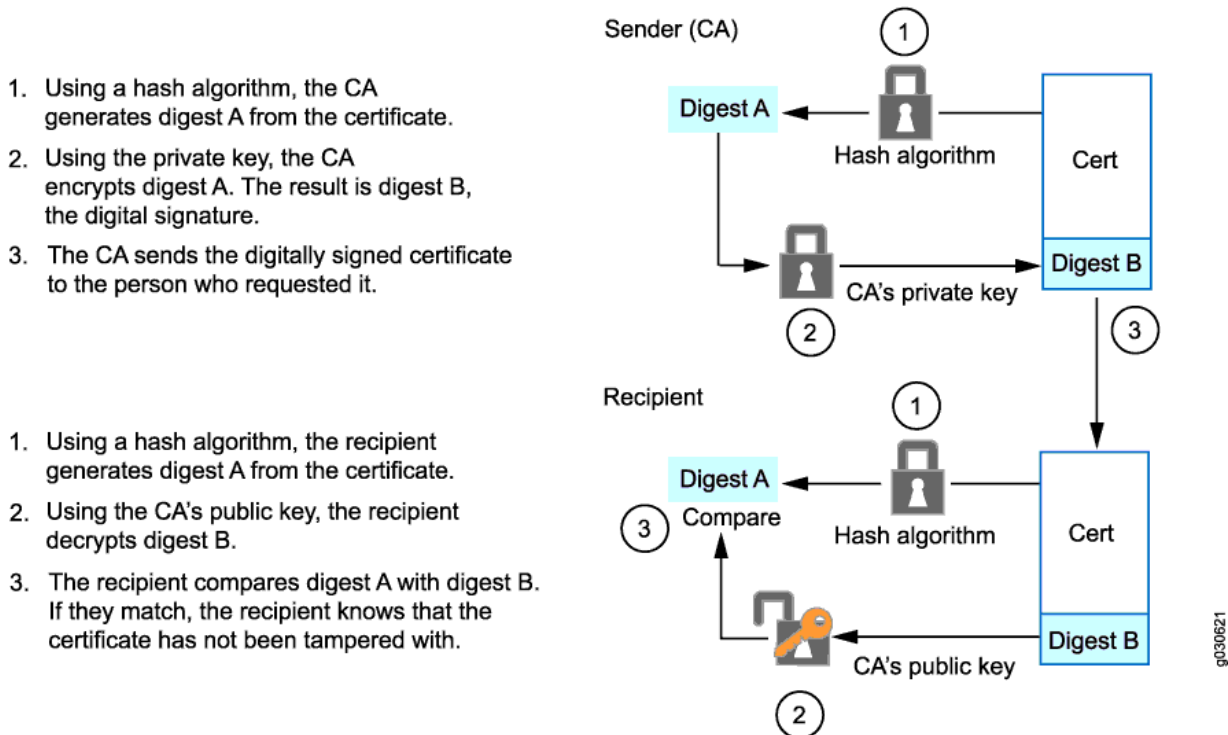 Sender (CA)
1
1. Using a hash algorithm, the CA
generates digest A from the certificate.
2. Using the private key, the CA
encrypts digest A. The result is digest B,
the digital signature.
3. The CA sends the digitally signed certificate
to the person who requested it.
Digest A
Hash algorithm
Cert
Digest B
CA's private key
2
3
Recipient
1
1. Using a hash algorithm, the recipient
generates digest A from the certificate.
2. Using the CA's public key, the recipient
decrypts digest B.
3. The recipient compares digest A with digest B.
If they match, the recipient knows that the
certificate has not been tampered with.
Digest A
3
Compare
Hash algorithm
Cert
Digest B
CA's public key
2
g030621